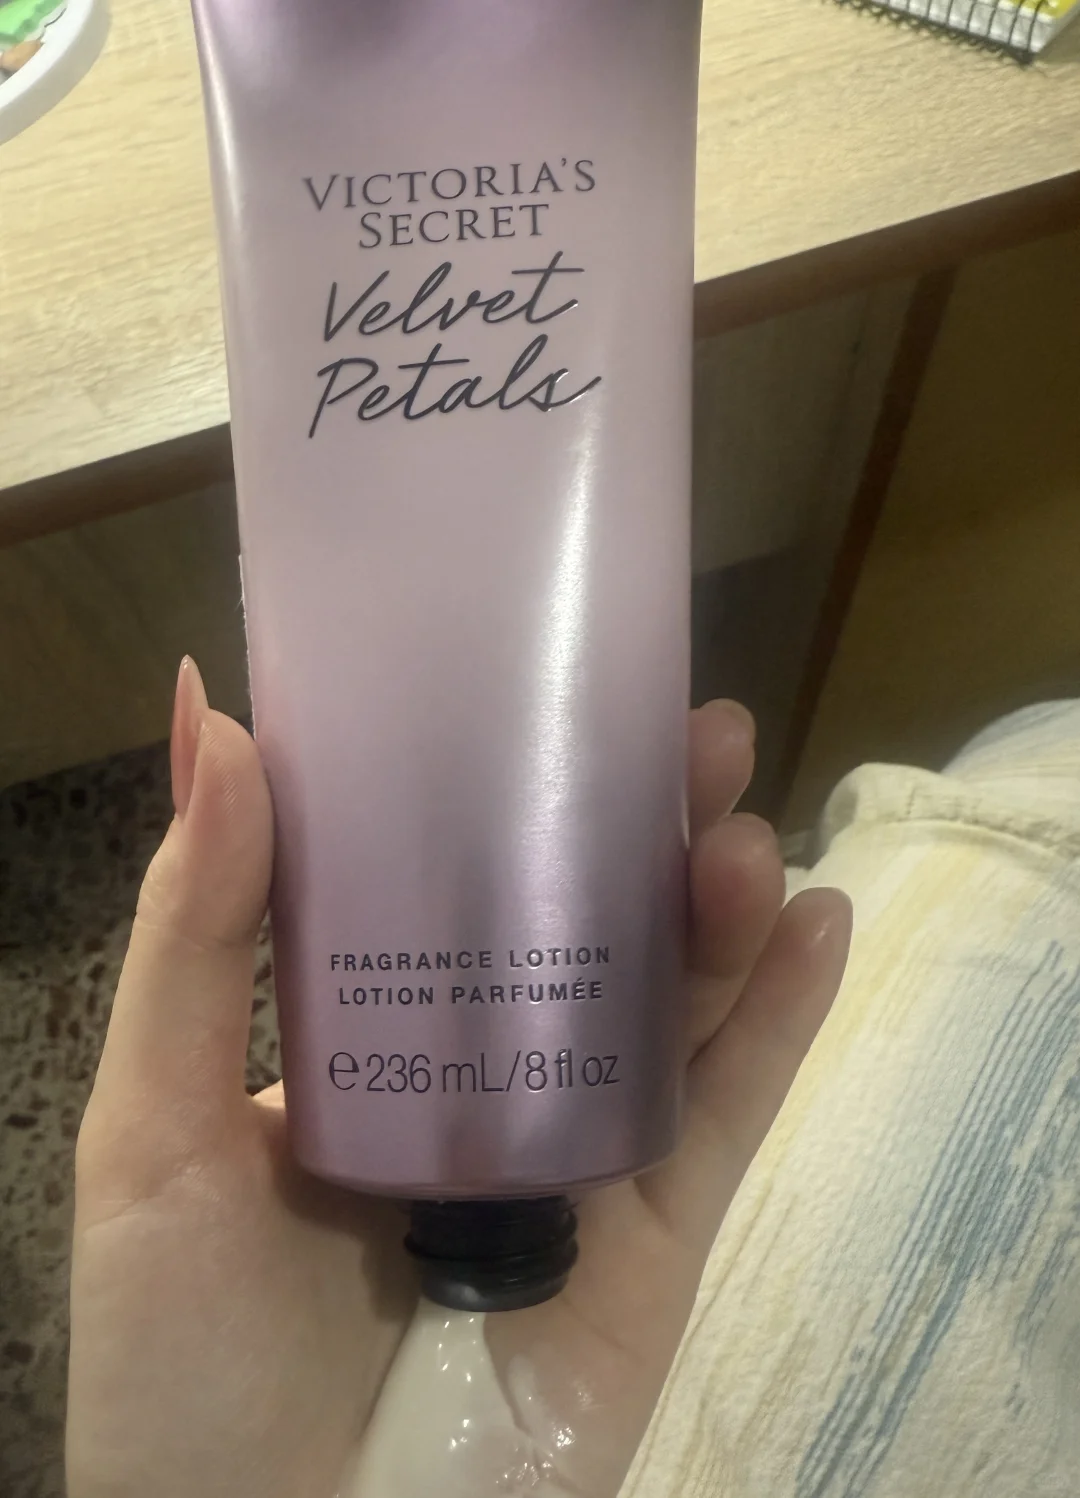 VICTORIA'S
SECRET
Velvet
Petals
FRAGRANCE LOTION
LOTION PARFUMÉE
℮ 236 mL/8 fl oz